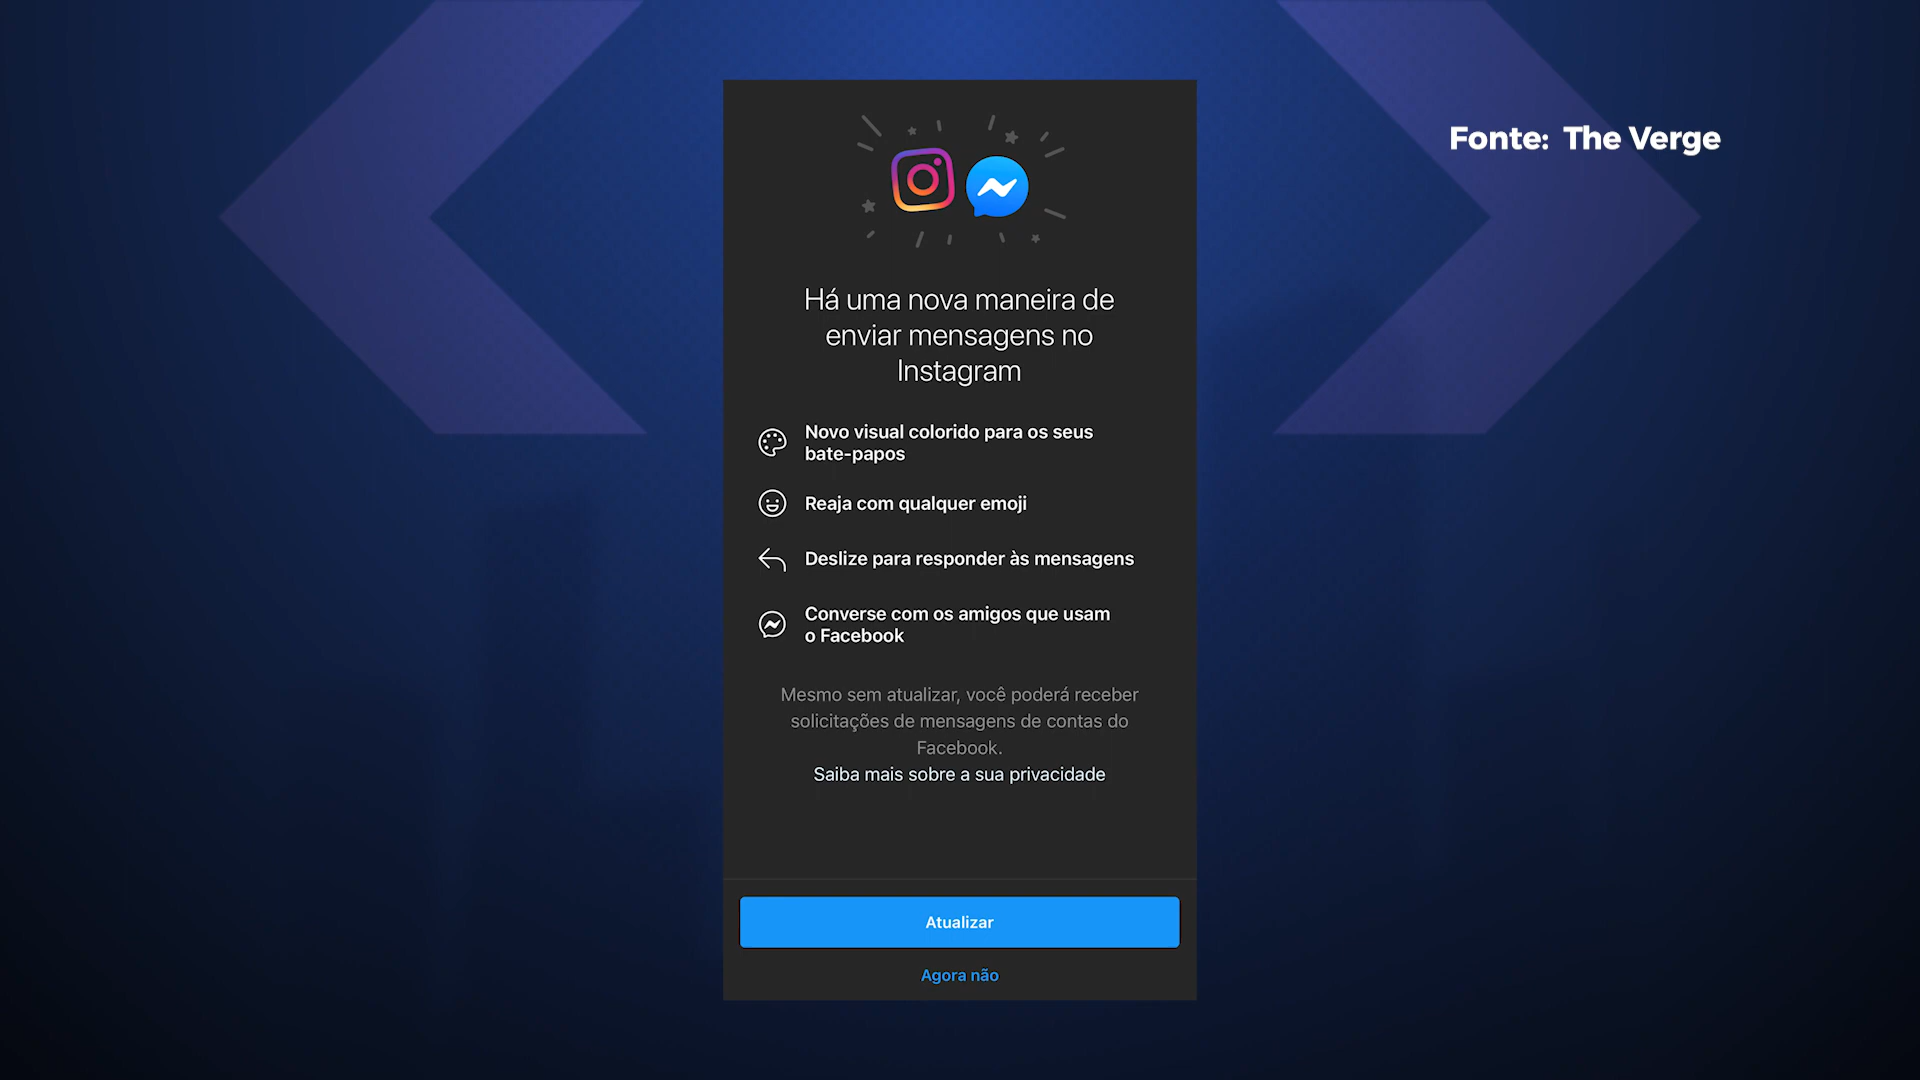 Fonte: The Verge
Há uma nova maneira de
enviar mensagens no
Instagram
Novo visual colorido para os seus
bate-papos
Reaja com qualquer emoji
Deslize para responder às mensagens
Converse com os amigos que usam
o Facebook
Mesmo sem atualizar, você poderá receber
solicitações de mensagens de contas do
Facebook.
Saiba mais sobre a sua privacidade
Atualizar
Agora não